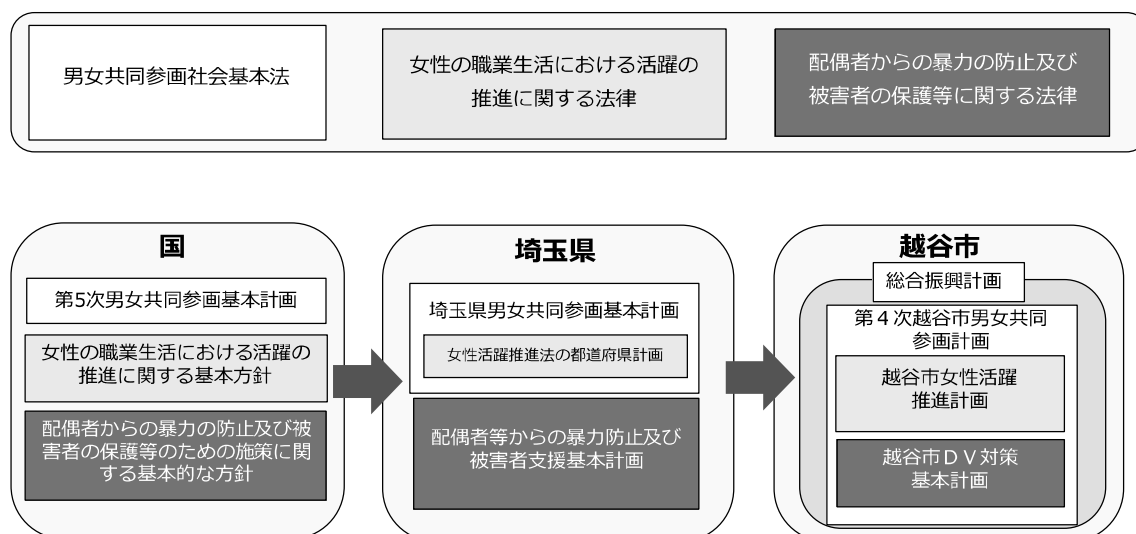 男女共同参画社会基本法
女性の職業生活における活躍の
推進に関する法律
配偶者からの暴力の防止及び
被害者の保護等に関する法律
国
第5次男女共同参画基本計画
女性の職業生活における活躍の
推進に関する基本方針
配偶者からの暴力の防止及び被
害者の保護等のための施策に関
する基本的な方針
埼玉県
埼玉県男女共同参画基本計画
女性活躍推進法の都道府県計画
配偶者等からの暴力防止及び
被害者支援基本計画
越谷市
総合振興計画
第４次越谷市男女共同
参画計画
越谷市女性活躍
推進計画
越谷市ＤＶ対策
基本計画